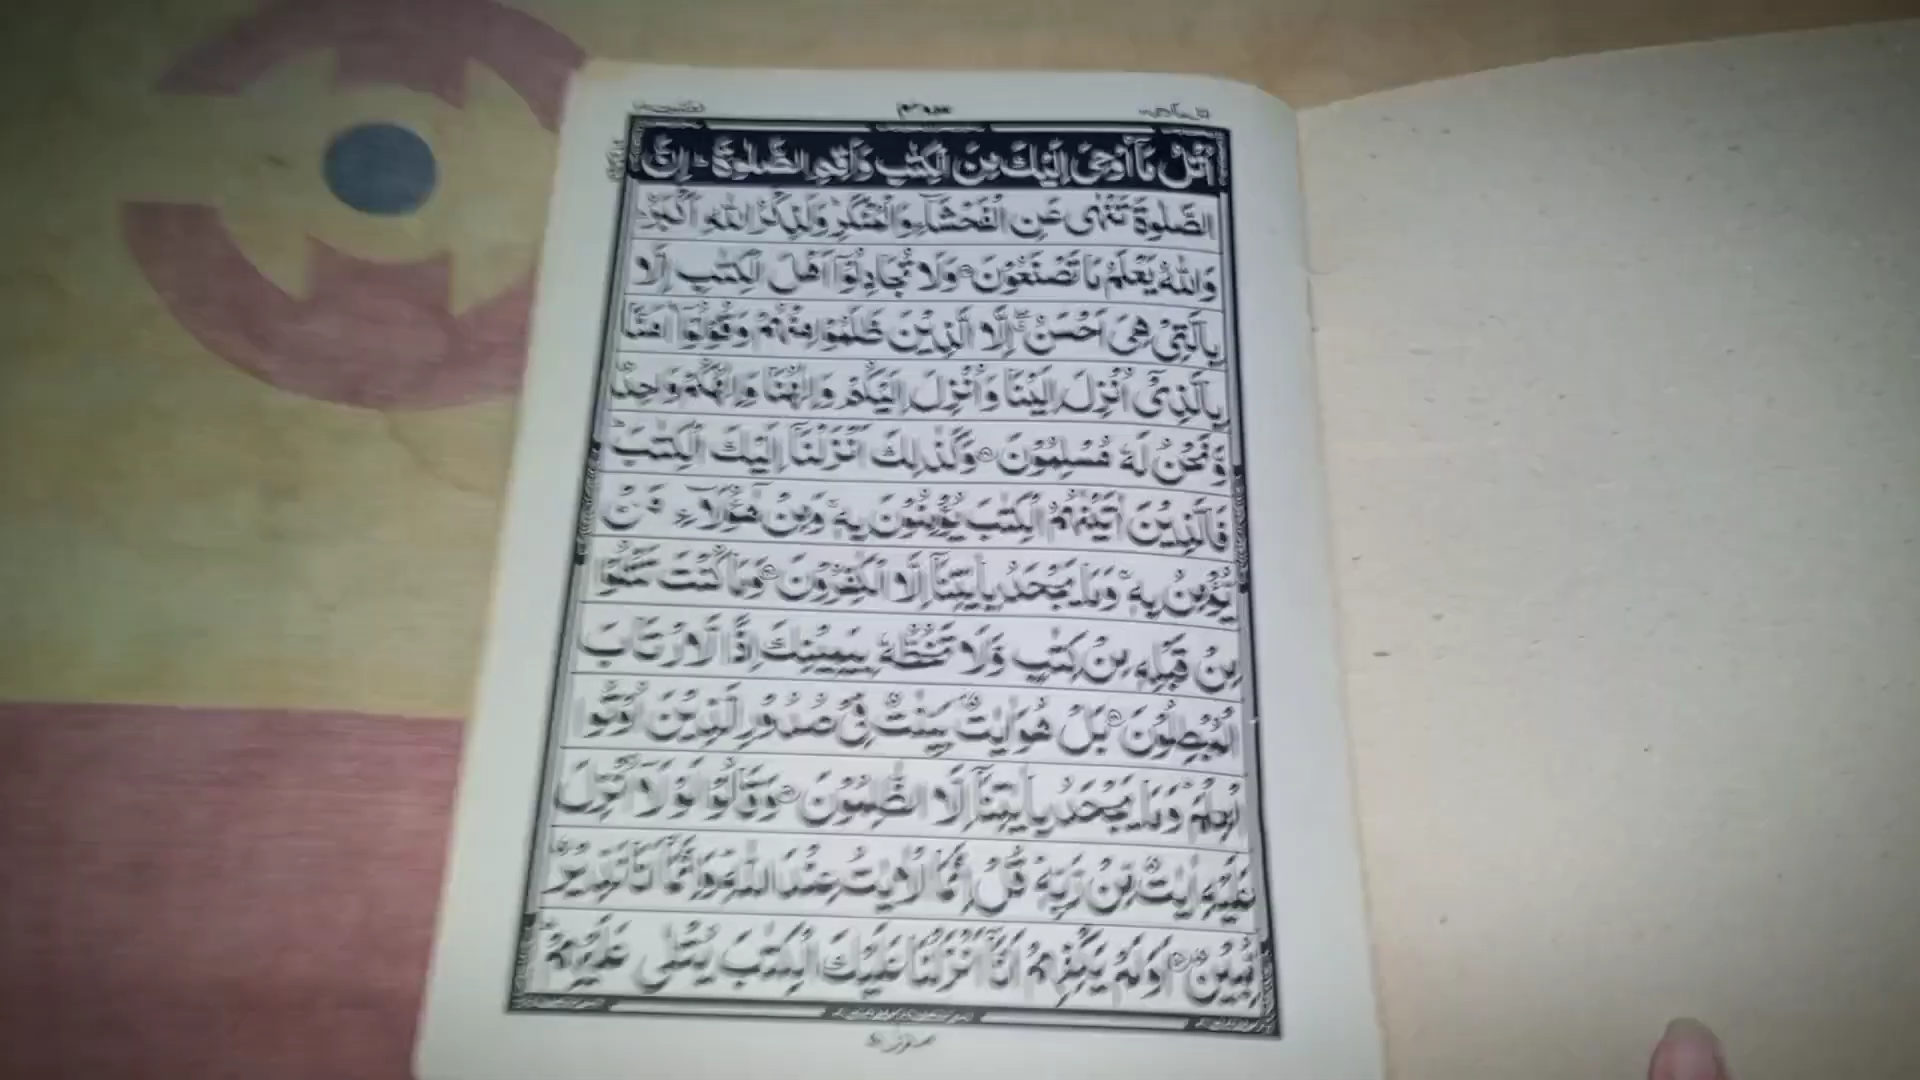 اُتْلُ مَاۤ اُوْحِیَ اِلَیْكَ مِنَ الْكِتٰبِ وَاَقِمِ الصَّلٰوةَ ؕ اِنَّ
الصَّلٰوةَ تَنْهٰی عَنِ الْفَحْشَآءِ وَالْمُنْكَرِ ؕ وَلَذِكْرُ اللّٰهِ اَكْبَرُ ؕ
وَاللّٰهُ یَعْلَمُ مَا تَصْنَعُوْنَ ۞ وَلَا تُجَادِلُوْۤا اَهْلَ الْكِتٰبِ اِلَّا
بِالَّتِیْ هِیَ اَحْسَنُ ۖ اِلَّا الَّذِیْنَ ظَلَمُوْا مِنْهُمْ وَقُوْلُوْۤا اٰمَنَّا
بِالَّذِیْۤ اُنْزِلَ اِلَیْنَا وَاُنْزِلَ اِلَیْكُمْ وَاِلٰهُنَا وَاِلٰهُكُمْ وَاحِدٌ
وَّنَحْنُ لَهٗ مُسْلِمُوْنَ ۞ وَكَذٰلِكَ اَنْزَلْنَاۤ اِلَیْكَ الْكِتٰبَ ؕ
فَالَّذِیْنَ اٰتَیْنٰهُمُ الْكِتٰبَ یُؤْمِنُوْنَ بِهٖ ۚ وَمِنْ هٰۤؤُلَآءِ مَنْ
یُّؤْمِنُ بِهٖ ؕ وَمَا یَجْحَدُ بِاٰیٰتِنَاۤ اِلَّا الْكٰفِرُوْنَ ۞ وَمَا كُنْتَ تَتْلُوْا
مِنْ قَبْلِهٖ مِنْ كِتٰبٍ وَّلَا تَخُطُّهٗ بِیَمِیْنِكَ اِذًا لَّارْتَابَ
الْمُبْطِلُوْنَ ۞ بَلْ هُوَ اٰیٰتٌۢ بَیِّنٰتٌ فِیْ صُدُوْرِ الَّذِیْنَ اُوْتُوا
الْعِلْمَ ؕ وَمَا یَجْحَدُ بِاٰیٰتِنَاۤ اِلَّا الظّٰلِمُوْنَ ۞ وَقَالُوْا لَوْلَاۤ اُنْزِلَ
عَلَیْهِ اٰیٰتٌ مِّنْ رَّبِّهٖ ؕ قُلْ اِنَّمَا الْاٰیٰتُ عِنْدَ اللّٰهِ ؕ وَاِنَّمَاۤ اَنَا نَذِیْرٌ
مُّبِیْنٌ ۞ اَوَلَمْ یَكْفِهِمْ اَنَّاۤ اَنْزَلْنَا عَلَیْكَ الْكِتٰبَ یُتْلٰی عَلَیْهِمْ ؕ